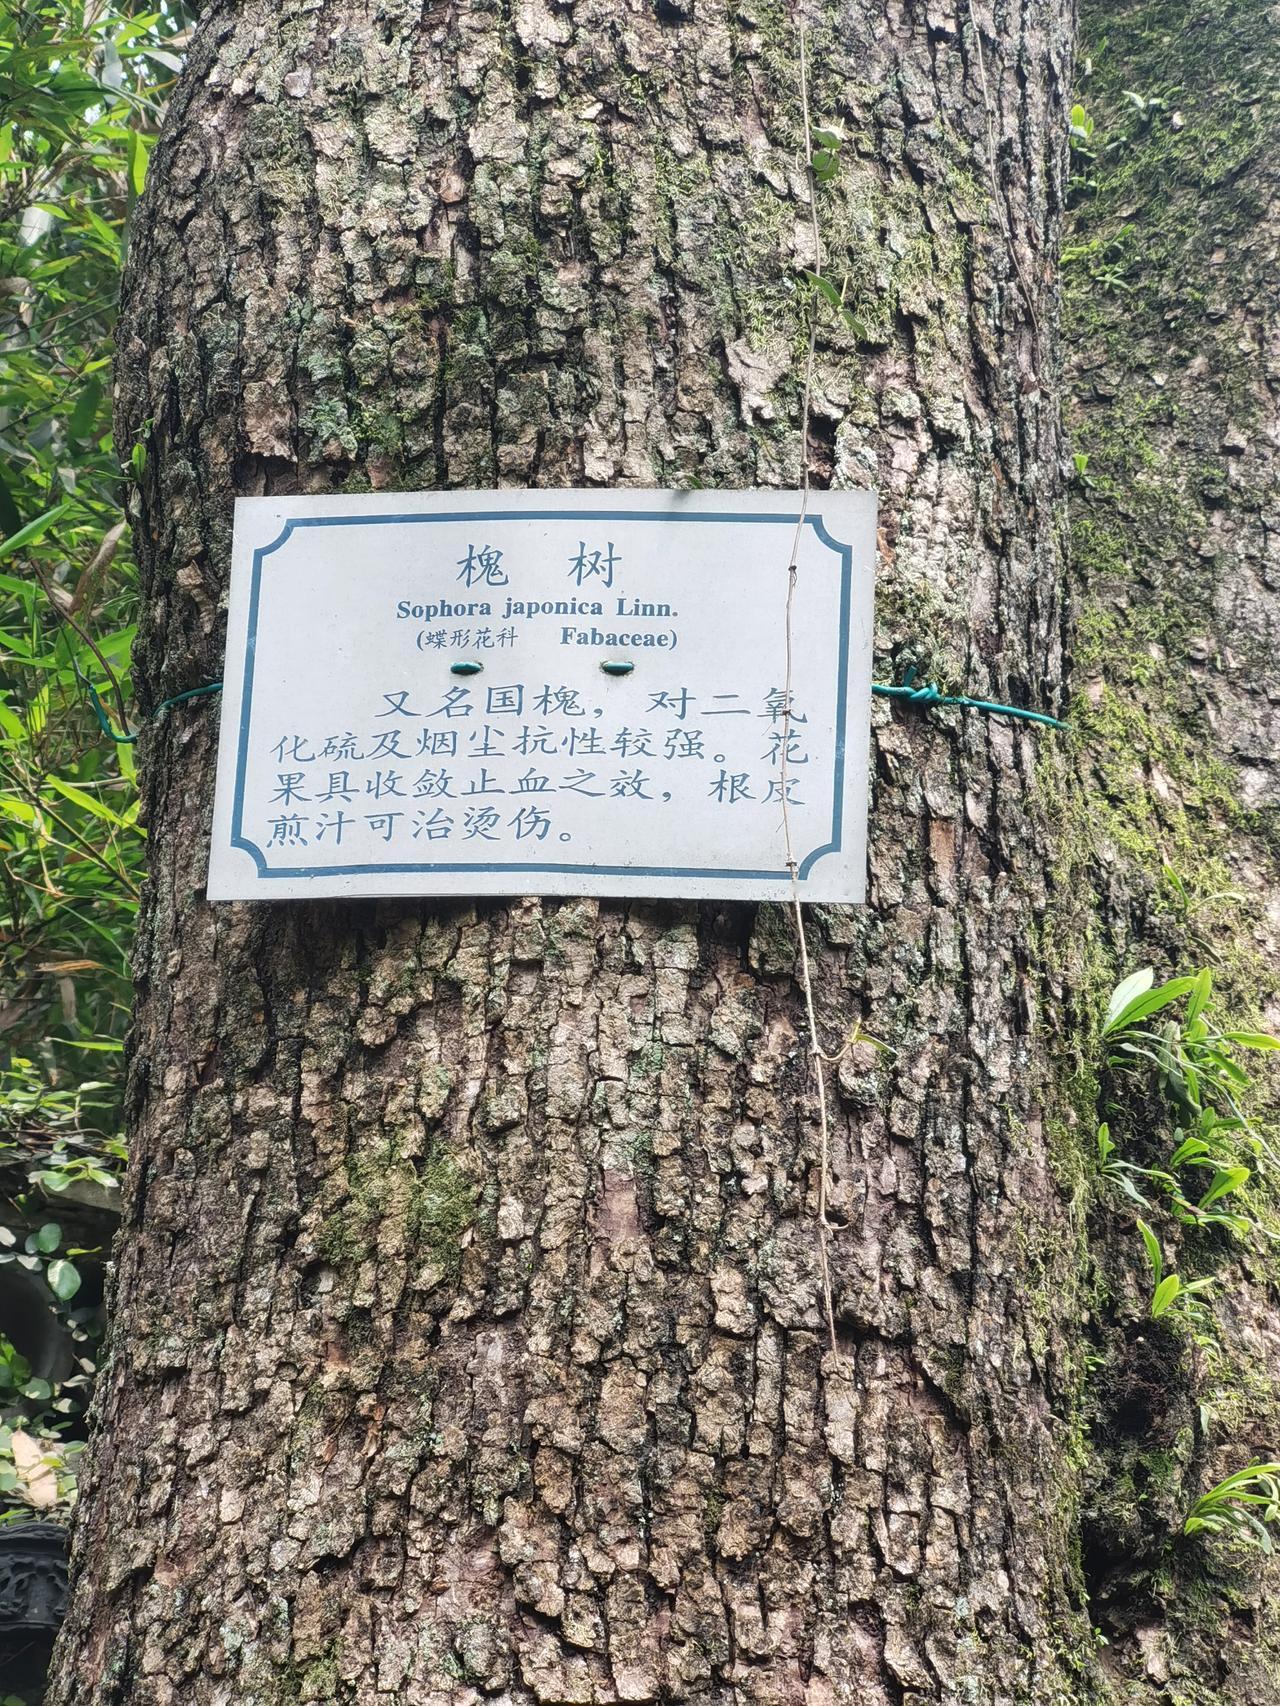 槐 树
Sophora japonica Linn.
(蝶形花科 Fabaceae)
又名国槐，对二氧
化硫及烟尘抗性较强。花
果具收敛止血之效，根皮
煎汁可治烫伤。